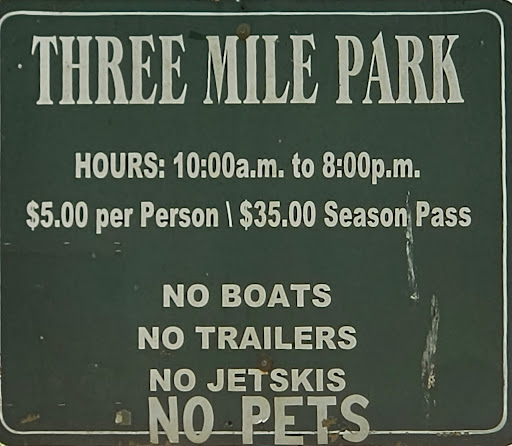 THREE MILE PARK
HOURS: 10:00a.m. to 8:00p.m.
$5.00 per Person \ $35.00 Season Pass
NO BOATS
NO TRAILERS
NO JETSKIS
NO PETS